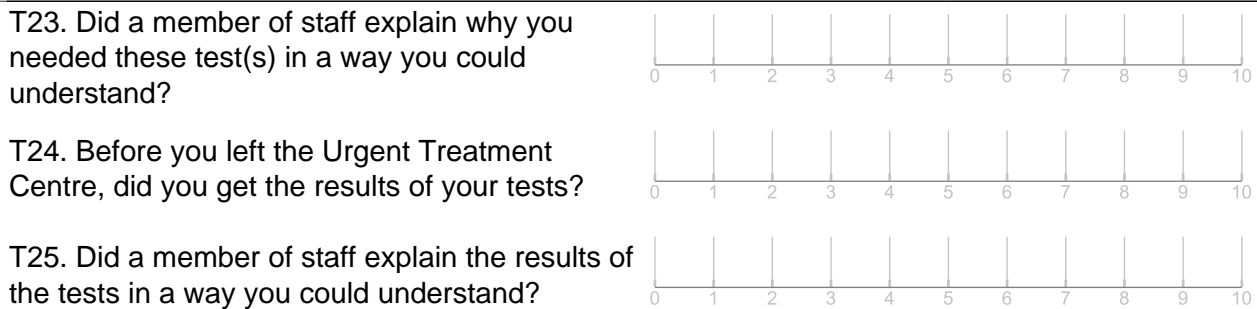 T23. Did a member of staff explain why you
needed these test(s) in a way you could
understand?
0 1 2 3 4 5 6 7 8 9 10
T24. Before you left the Urgent Treatment
Centre, did you get the results of your tests?
0 1 2 3 4 5 6 7 8 9 10
T25. Did a member of staff explain the results of
the tests in a way you could understand?
0 1 2 3 4 5 6 7 8 9 10